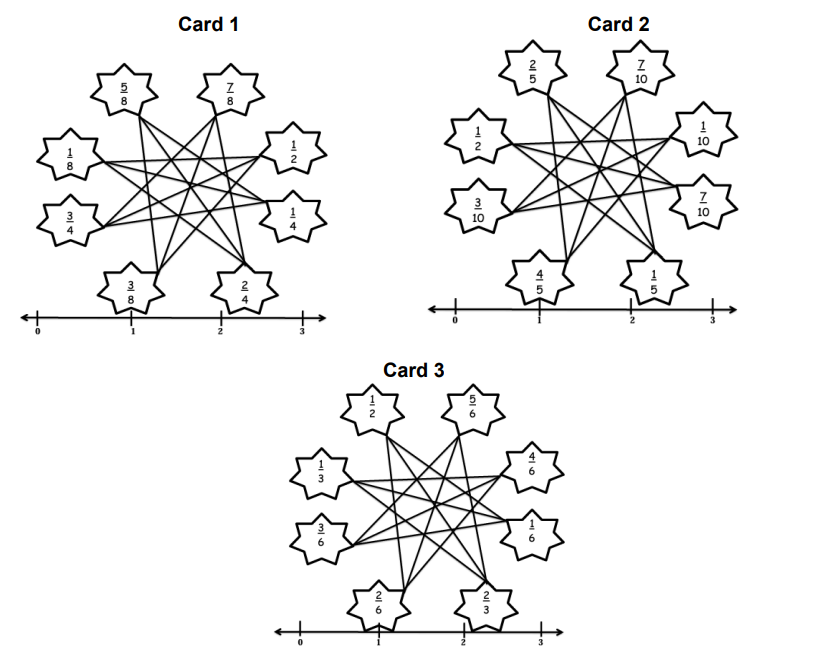 Card 1
5/8 7/8
1/8 1/2
3/4 1/4
3/8 2/4
0 1 2 3
Card 2
2/5 7/10
1/2 1/10
3/10 7/10
4/5 1/5
0 1 2 3
Card 3
1/2 5/6
1/3 4/6
3/6 1/6
2/6 2/3
0 1 2 3